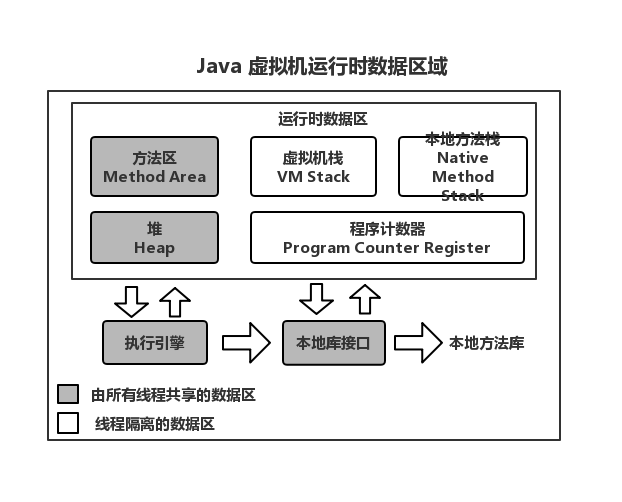 Java 虚拟机运行时数据区域
运行时数据区
方法区
Method Area
虚拟机栈
VM Stack
本地方法栈
Native
Method
Stack
堆
Heap
程序计数器
Program Counter Register
执行引擎
本地库接口
本地方法库
由所有线程共享的数据区
线程隔离的数据区